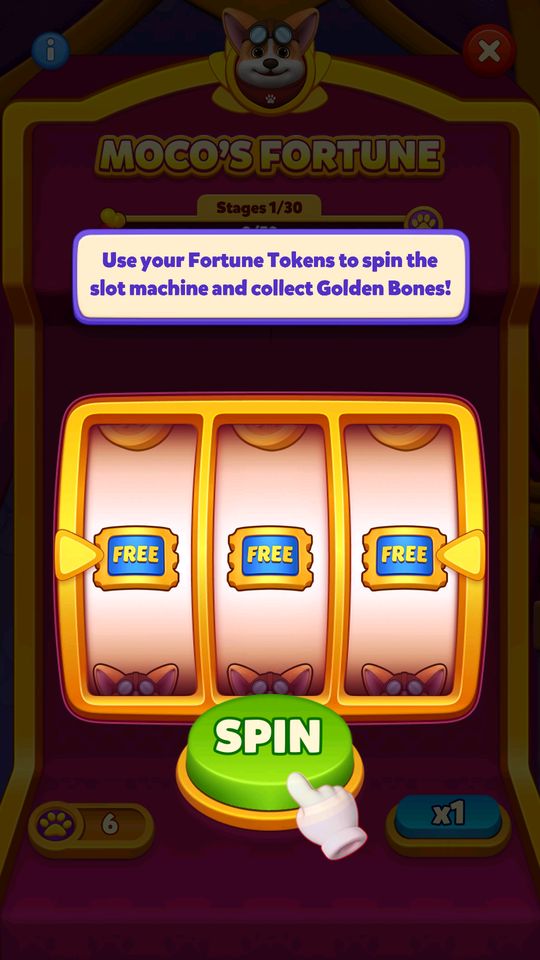 MOCO'S FORTUNE
Stages 1/30
Use your Fortune Tokens to spin the
slot machine and collect Golden Bones!
FREE FREE FREE
SPIN
6
x1